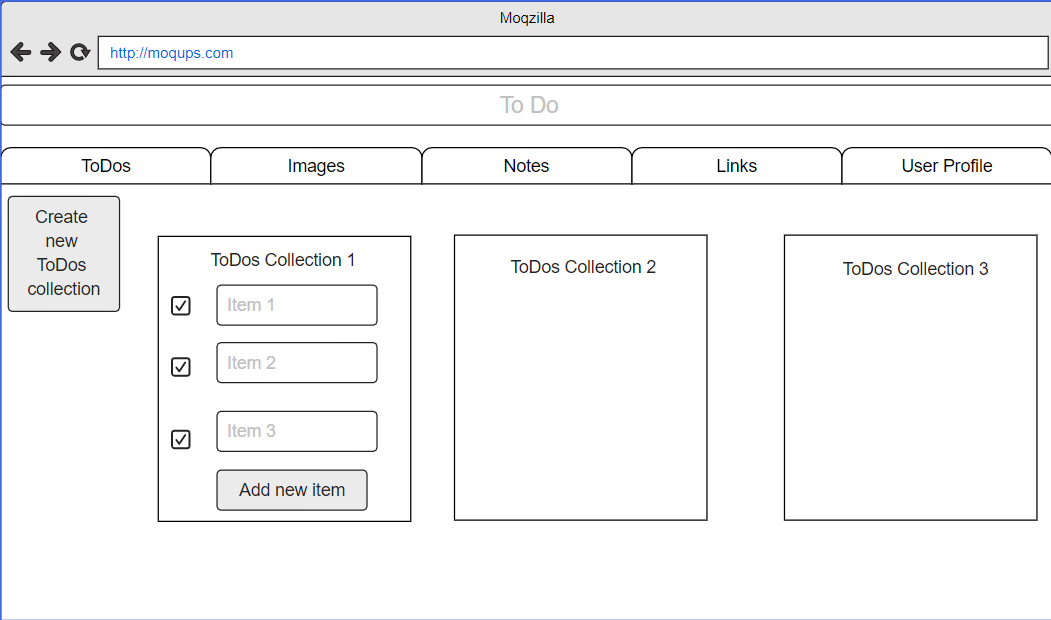 Moqzilla
http://moqups.com
To Do
ToDos
Images
Notes
Links
User Profile
Create
new
ToDos
collection
ToDos Collection 1
Item 1
Item 2
Item 3
Add new item
ToDos Collection 2
ToDos Collection 3